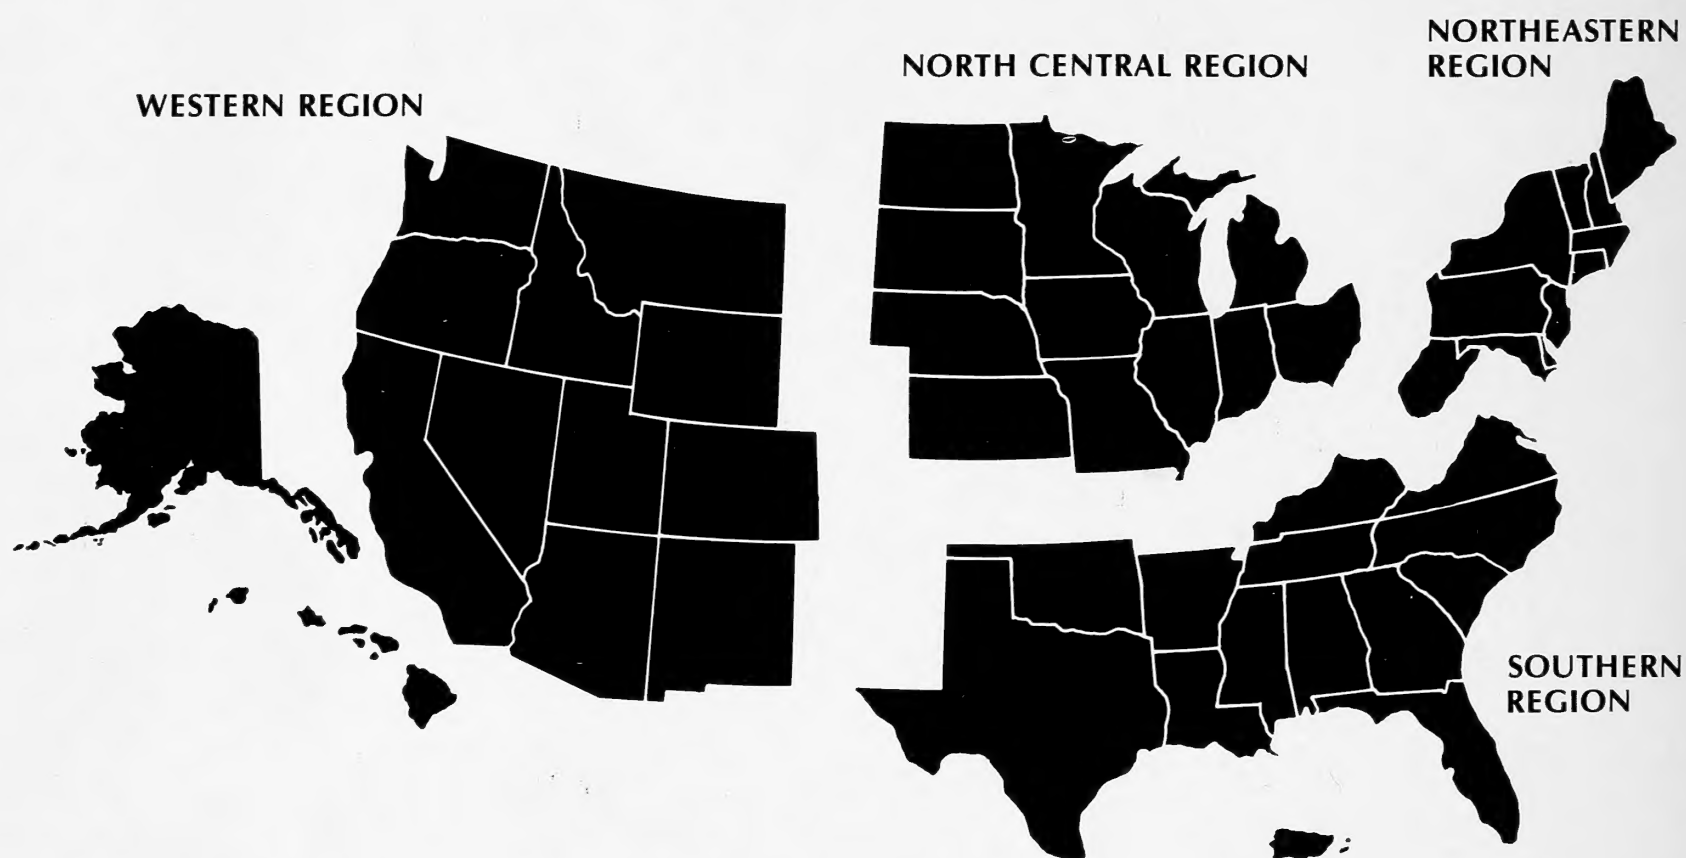 WESTERN REGION
NORTH CENTRAL REGION
NORTHEASTERN
REGION
SOUTHERN
REGION